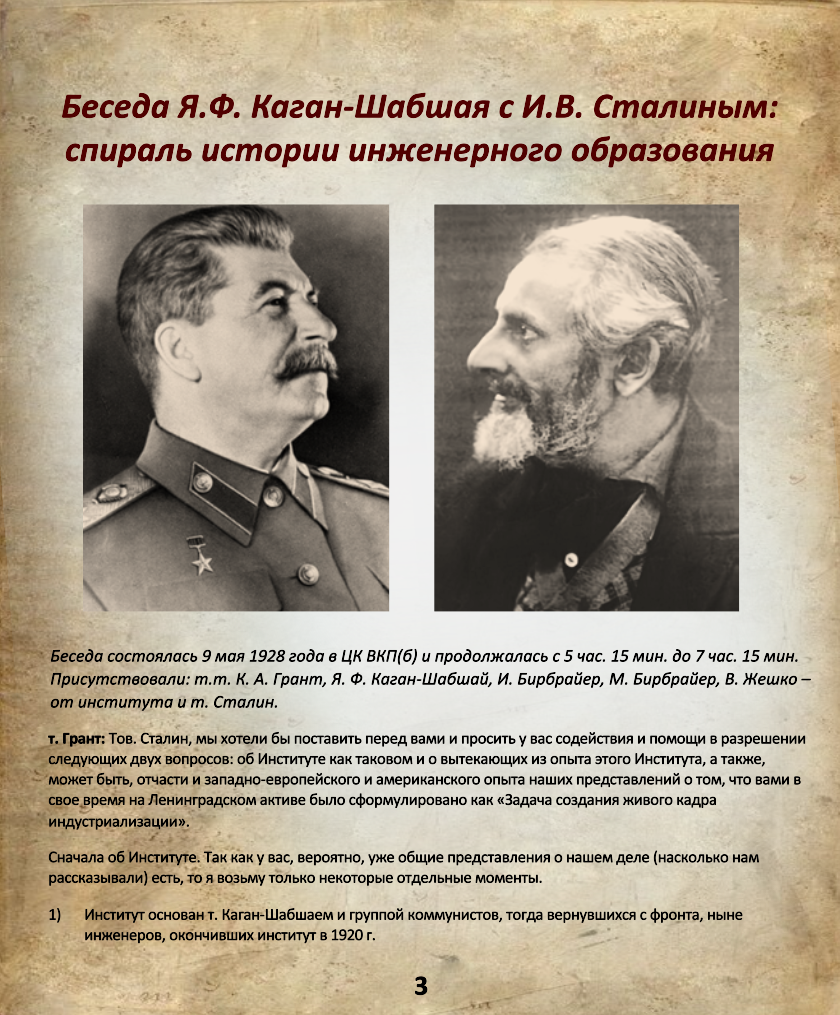 Беседа Я.Ф. Каган-Шабшая с И.В. Сталиным:
спираль истории инженерного образования
Беседа состоялась 9 мая 1928 года в ЦК ВКП(б) и продолжалась с 5 час. 15 мин. до 7 час. 15 мин.
Присутствовали: т.т. К. А. Грант, Я. Ф. Каган-Шабшай, И. Бирбрайер, М. Бирбрайер, В. Жешко –
от института и т. Сталин.
т. Грант: Тов. Сталин, мы хотели бы поставить перед вами и просить у вас содействия и помощи в разрешении
следующих двух вопросов: об Институте как таковом и о вытекающих из опыта этого Института, а также,
может быть, отчасти и западно-европейского и американского опыта наших представлений о том, что вами в
свое время на Ленинградском активе было сформулировано как «Задача создания живого кадра
индустриализации».
Сначала об Институте. Так как у вас, вероятно, уже общие представления о нашем деле (насколько нам
рассказывали) есть, то я возьму только некоторые отдельные моменты.
1) Институт основан т. Каган-Шабшаем и группой коммунистов, тогда вернувшихся с фронта, ныне
инженеров, окончивших институт в 1920 г.
3